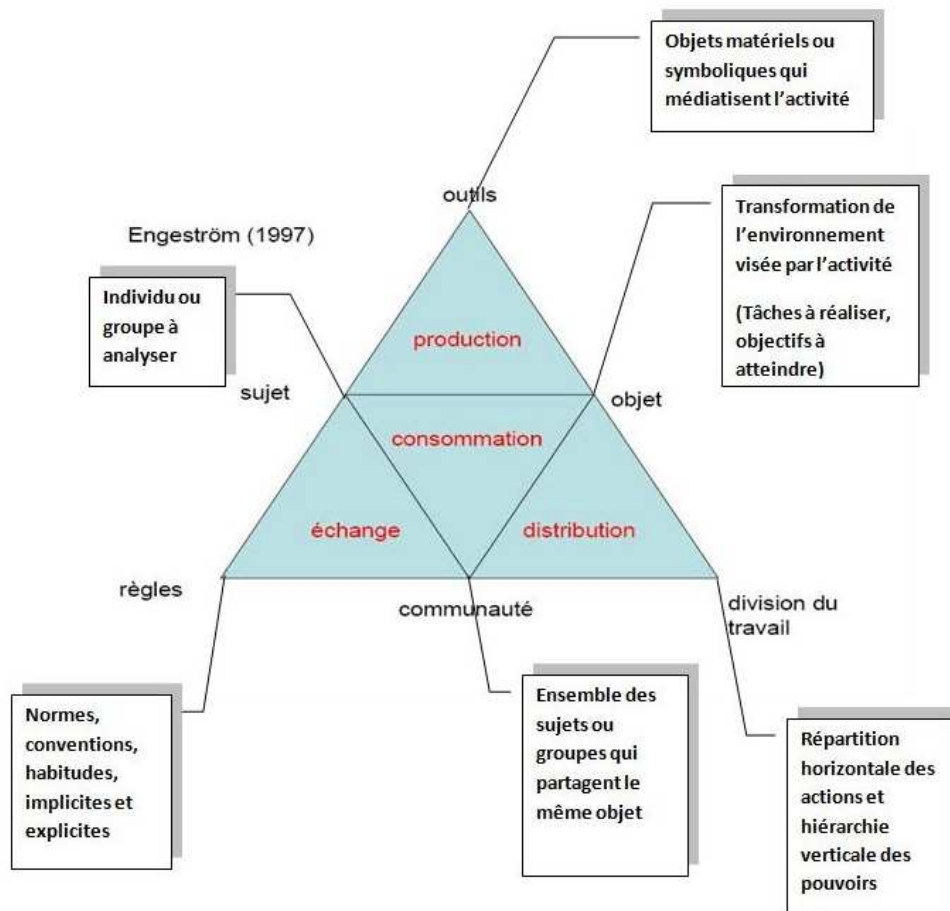 Objets matériels ou
symboliques qui
médiatisent l'activité
outils
Engeström (1997)
Transformation de
l'environnement
visée par l'activité
(Tâches à réaliser,
objectifs à
atteindre)
Individu ou
groupe à
analyser
production
sujet
objet
consommation
échange
distribution
règles
communauté
division du
travail
Normes,
conventions,
habitudes,
implicites et
explicites
Ensemble des
sujets ou
groupes qui
partagent le
même objet
Répartition
horizontale des
actions et
hiérarchie
verticale des
pouvoirs